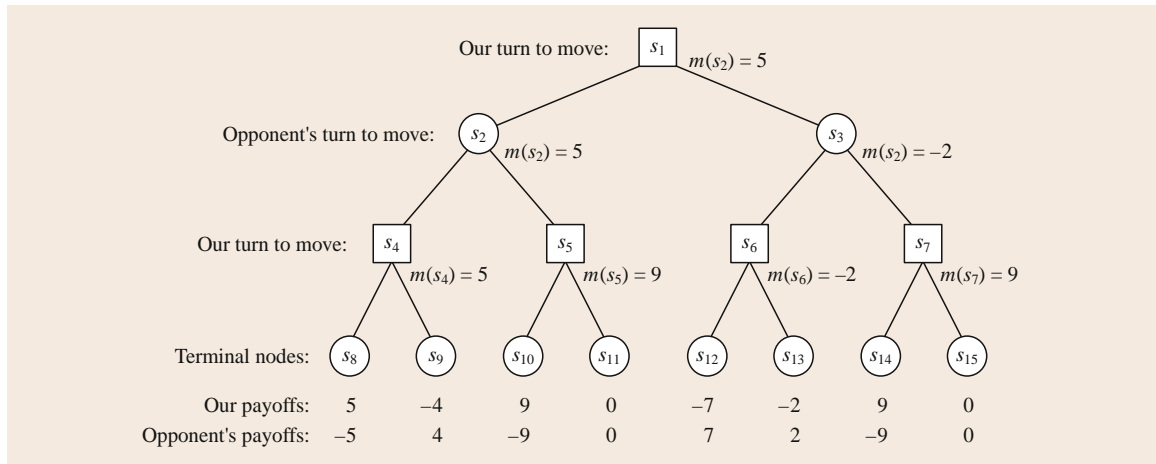 Our turn to move: s1
m(s2) = 5
Opponent's turn to move: s2 s3
m(s2) = 5 m(s2) = –2
Our turn to move: s4 s5 s6 s7
m(s4) = 5 m(s5) = 9 m(s6) = –2 m(s7) = 9
Terminal nodes: s8 s9 s10 s11 s12 s13 s14 s15
Our payoffs: 5 –4 9 0 –7 –2 9 0
Opponent's payoffs: –5 4 –9 0 7 2 –9 0